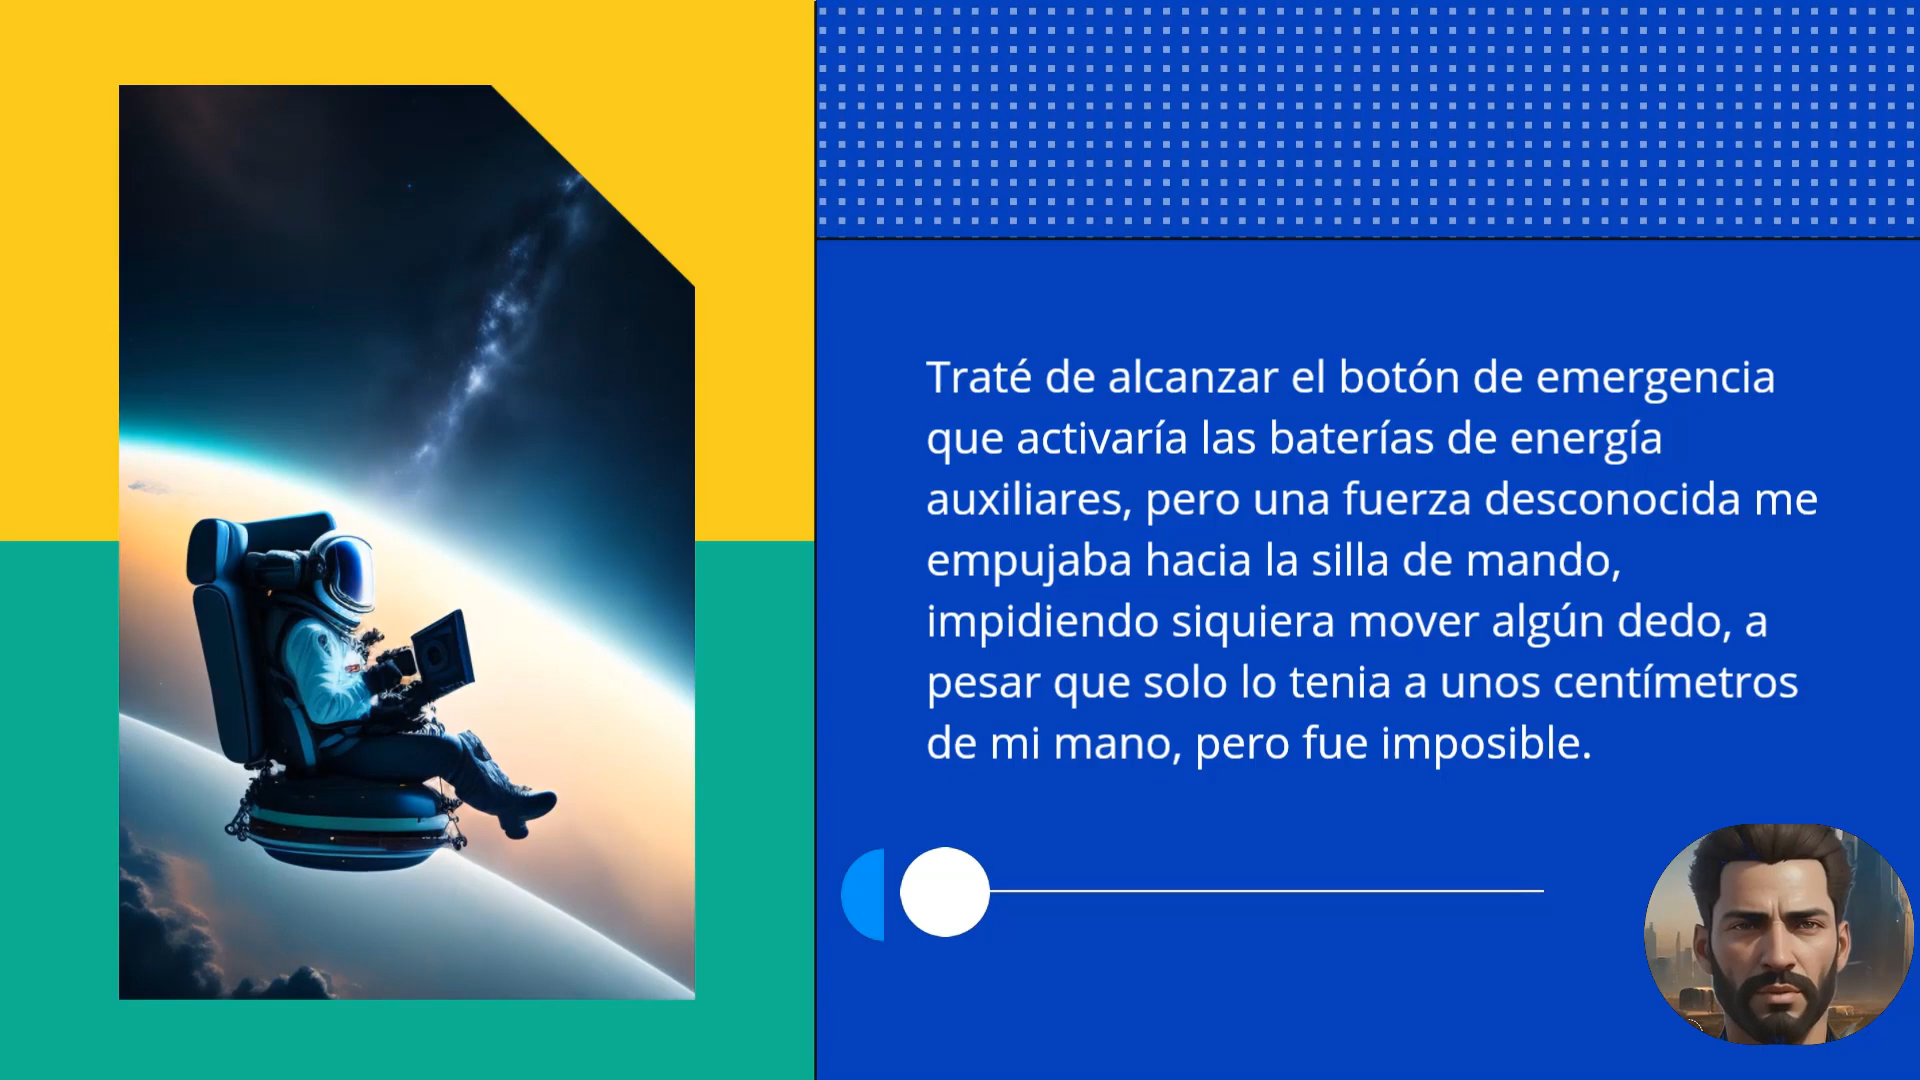 Traté de alcanzar el botón de emergencia
que activaría las baterías de energía
auxiliares, pero una fuerza desconocida me
empujaba hacia la silla de mando,
impidiendo siquiera mover algún dedo, a
pesar que solo lo tenia a unos centímetros
de mi mano, pero fue imposible.